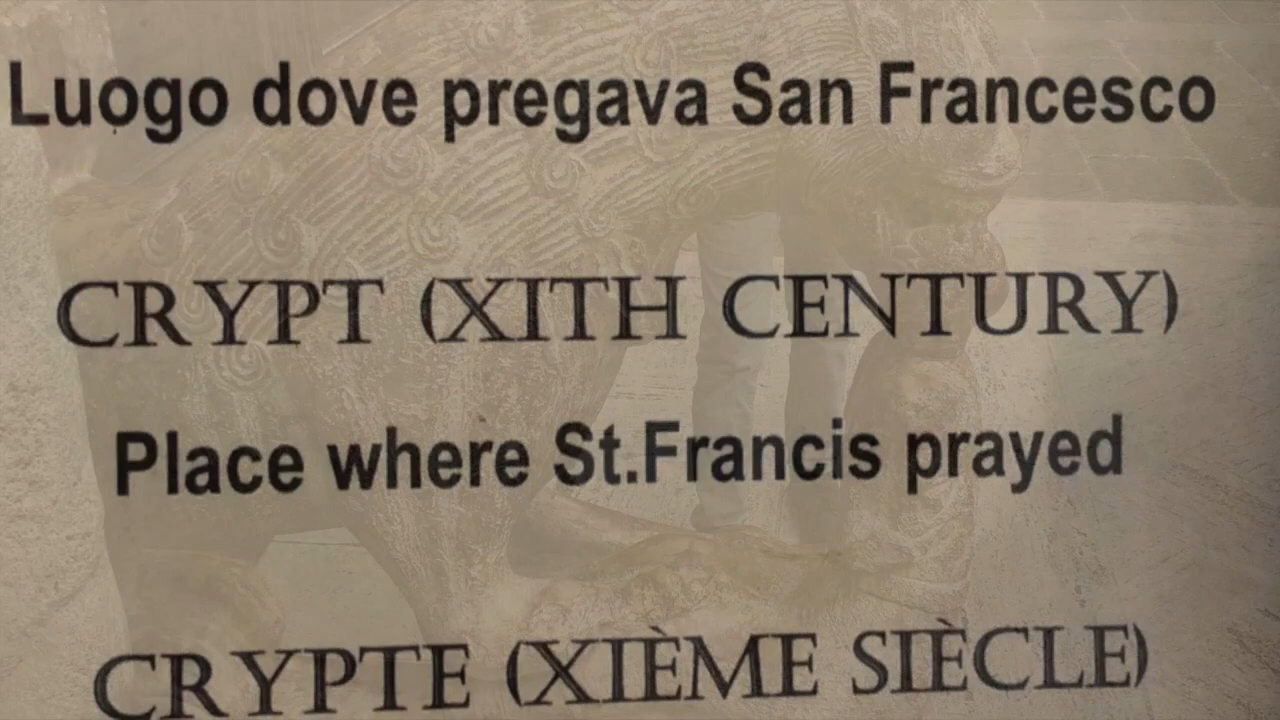 Luogo dove pregava San Francesco
CRYPT (XITH CENTURY)
Place where St.Francis prayed
CRYPTE (XIÈME SIÈCLE)